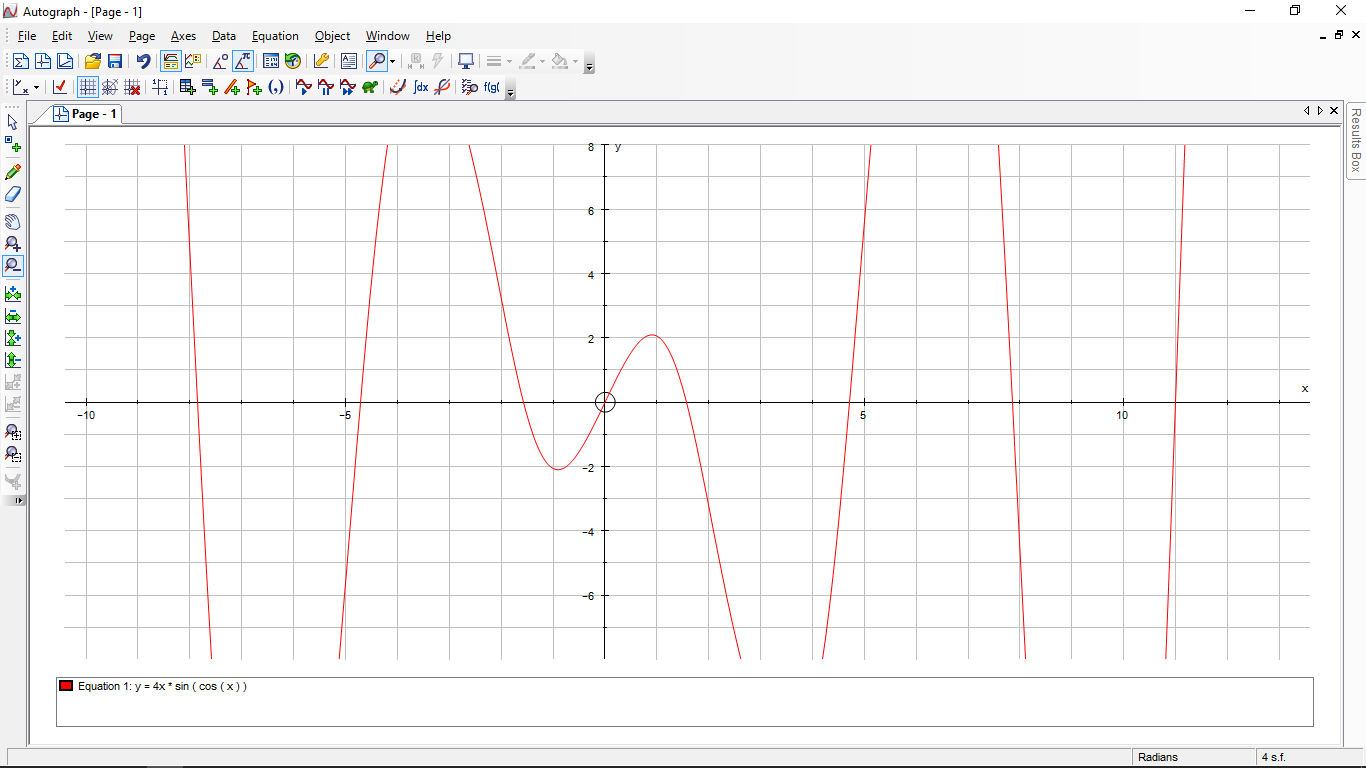 Autograph - [Page - 1]
File Edit View Page Axes Data Equation Object Window Help
∫dx f(g(
Page - 1
Results Box
y
8
6
4
2
x
−10 −5 5 10
−2
−4
−6
Equation 1: y = 4x * sin ( cos ( x ) )
Radians 4 s.f.